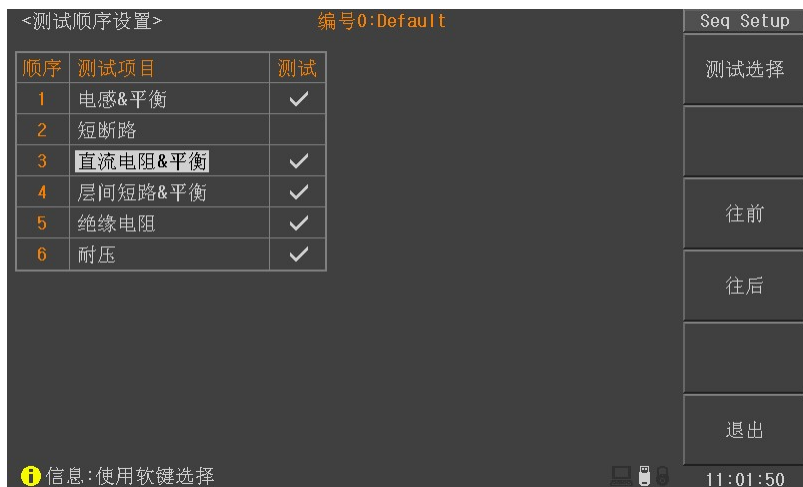 <测试顺序设置> 编号0:Default Seq Setup
顺序 测试项目 测试 测试选择
1 电感&平衡 ✓
2 短断路
3 直流电阻&平衡 ✓
4 层间短路&平衡 ✓ 往前
5 绝缘电阻 ✓
6 耐压 ✓
往后
退出
信息:使用软键选择 11:01:50